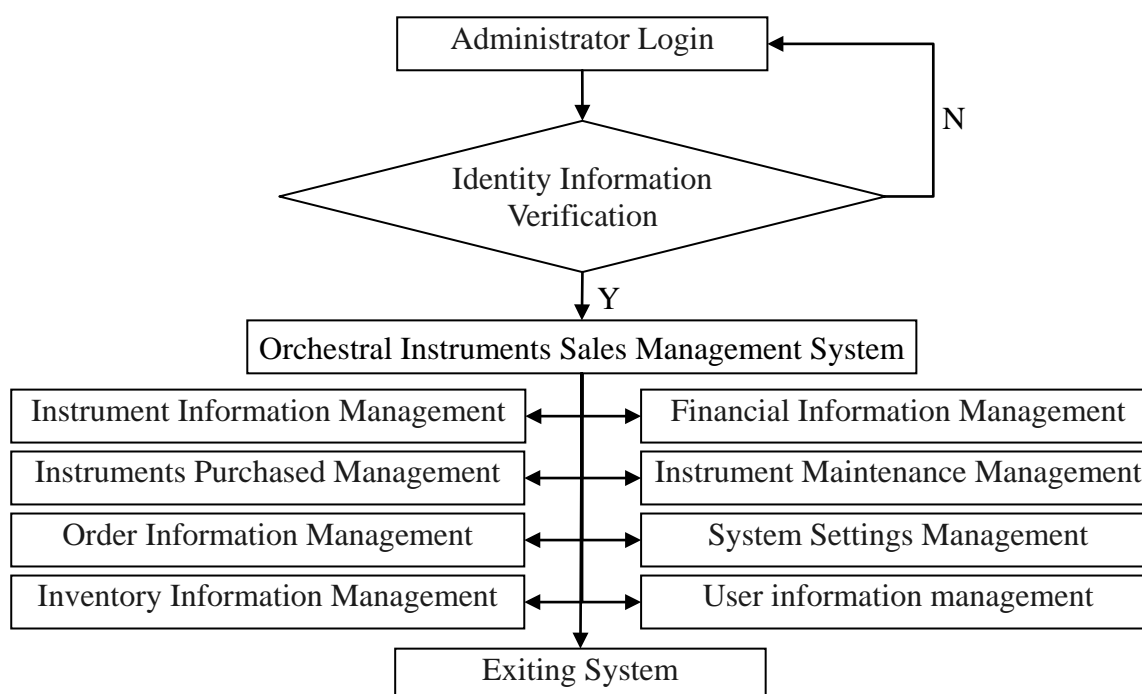 Administrator Login
N
Identity Information
Verification
Y
Orchestral Instruments Sales Management System
Instrument Information Management
Financial Information Management
Instruments Purchased Management
Instrument Maintenance Management
Order Information Management
System Settings Management
Inventory Information Management
User information management
Exiting System